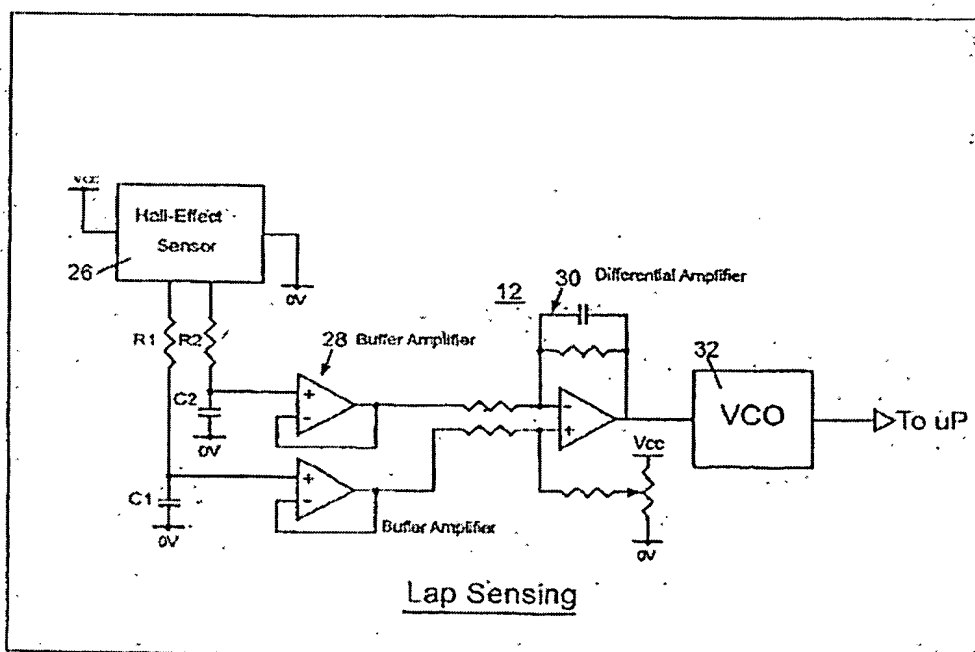 Vcc
Hall-Effect
Sensor
26
0V
R1
R2
C2
0V
C1
0V
28 Buffer Amplifier
+
-
+
-
Buffer Amplifier
12
30 Differential Amplifier
-
+
Vcc
0V
32
VCO
To uP
Lap Sensing